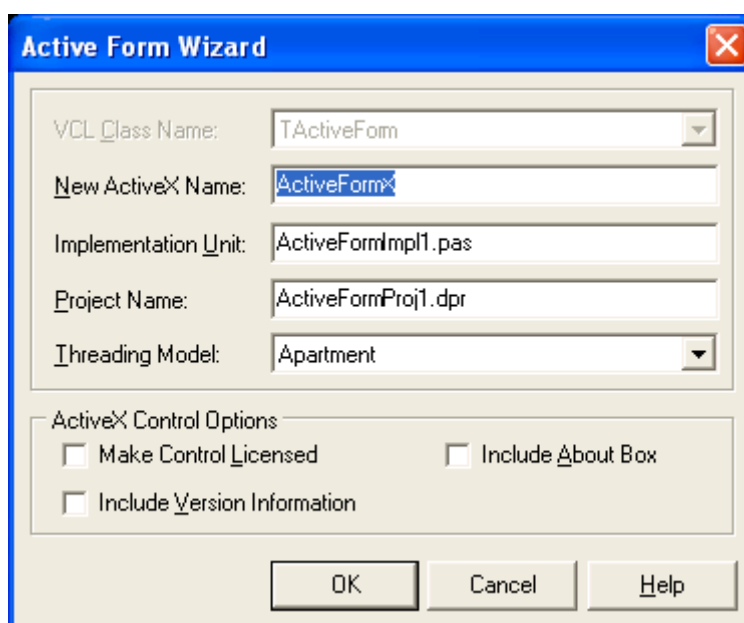 Active Form Wizard
VCL Class Name: TActiveForm
New ActiveX Name: ActiveFormX
Implementation Unit: ActiveFormImpl1.pas
Project Name: ActiveFormProj1.dpr
Threading Model: Apartment
ActiveX Control Options
Make Control Licensed Include About Box
Include Version Information
OK Cancel Help